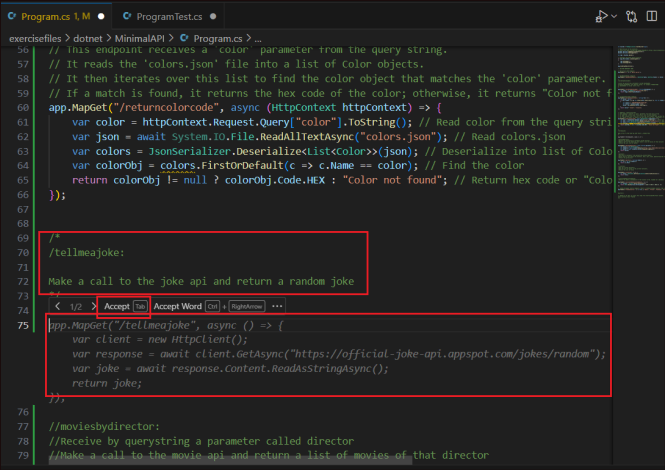 Program.cs 1, M
ProgramTest.cs
exercisefiles > dotnet > MinimalAPI > Program.cs > ...
56 // This endpoint receives a 'color' parameter from the query string.
57 // It reads the 'colors.json' file into a list of Color objects.
58 // It then iterates over this list to find the color object that matches the 'color' parameter.
59 // If a match is found, it returns the hex code of the color; otherwise, it returns "Color not f
60 app.MapGet("/returncolorcode", async (HttpContext httpContext) => {
61 var color = httpContext.Request.Query["color"].ToString(); // Read color from the query stri
62 var json = await System.IO.File.ReadAllTextAsync("colors.json"); // Read colors.json
63 var colors = JsonSerializer.Deserialize<List<Color>>(json); // Deserialize into list of Colo
64 var colorObj = colors.FirstOrDefault(c => c.Name == color); // Find the color
65 return colorObj != null ? colorObj.Code.HEX : "Color not found"; // Return hex code or "Colo
66 });
67
68
69 /*
70 /tellmeajoke:
71
72 Make a call to the joke api and return a random joke
73 */
74 < 1/2 > Accept Tab Accept Word Ctrl + RightArrow ...
75 app.MapGet("/tellmeajoke", async () => {
var client = new HttpClient();
var response = await client.GetAsync("https://official-joke-api.appspot.com/jokes/random");
var joke = await response.Content.ReadAsStringAsync();
return joke;
});
76
77 //moviesbydirector:
78 //Receive by querystring a parameter called director
79 //Make a call to the movie api and return a list of movies of that director